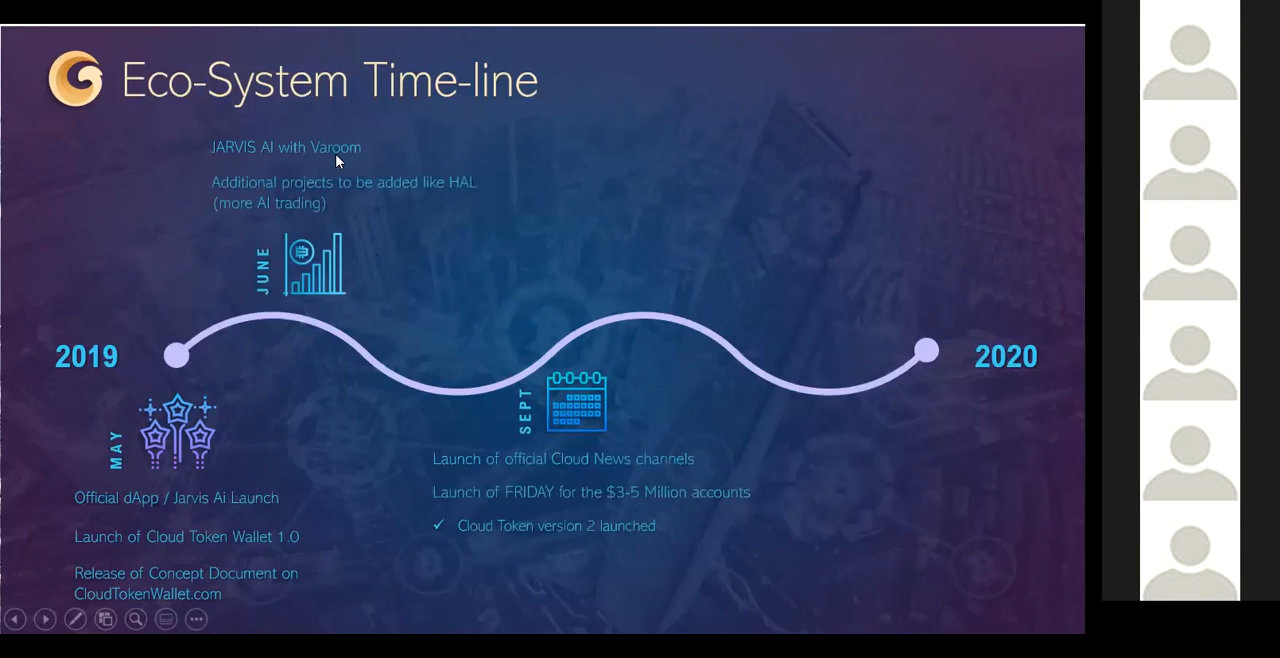 Eco-System Time-line
JARVIS AI with Varoom
Additional projects to be added like HAL
(more AI trading)
JUNE
2019
2020
MAY
Official dApp / Jarvis Ai Launch
Launch of Cloud Token Wallet 1.0
Release of Concept Document on
CloudTokenWallet.com
SEPT
Launch of official Cloud News channels
Launch of FRIDAY for the $3-5 Million accounts
✓ Cloud Token version 2 launched